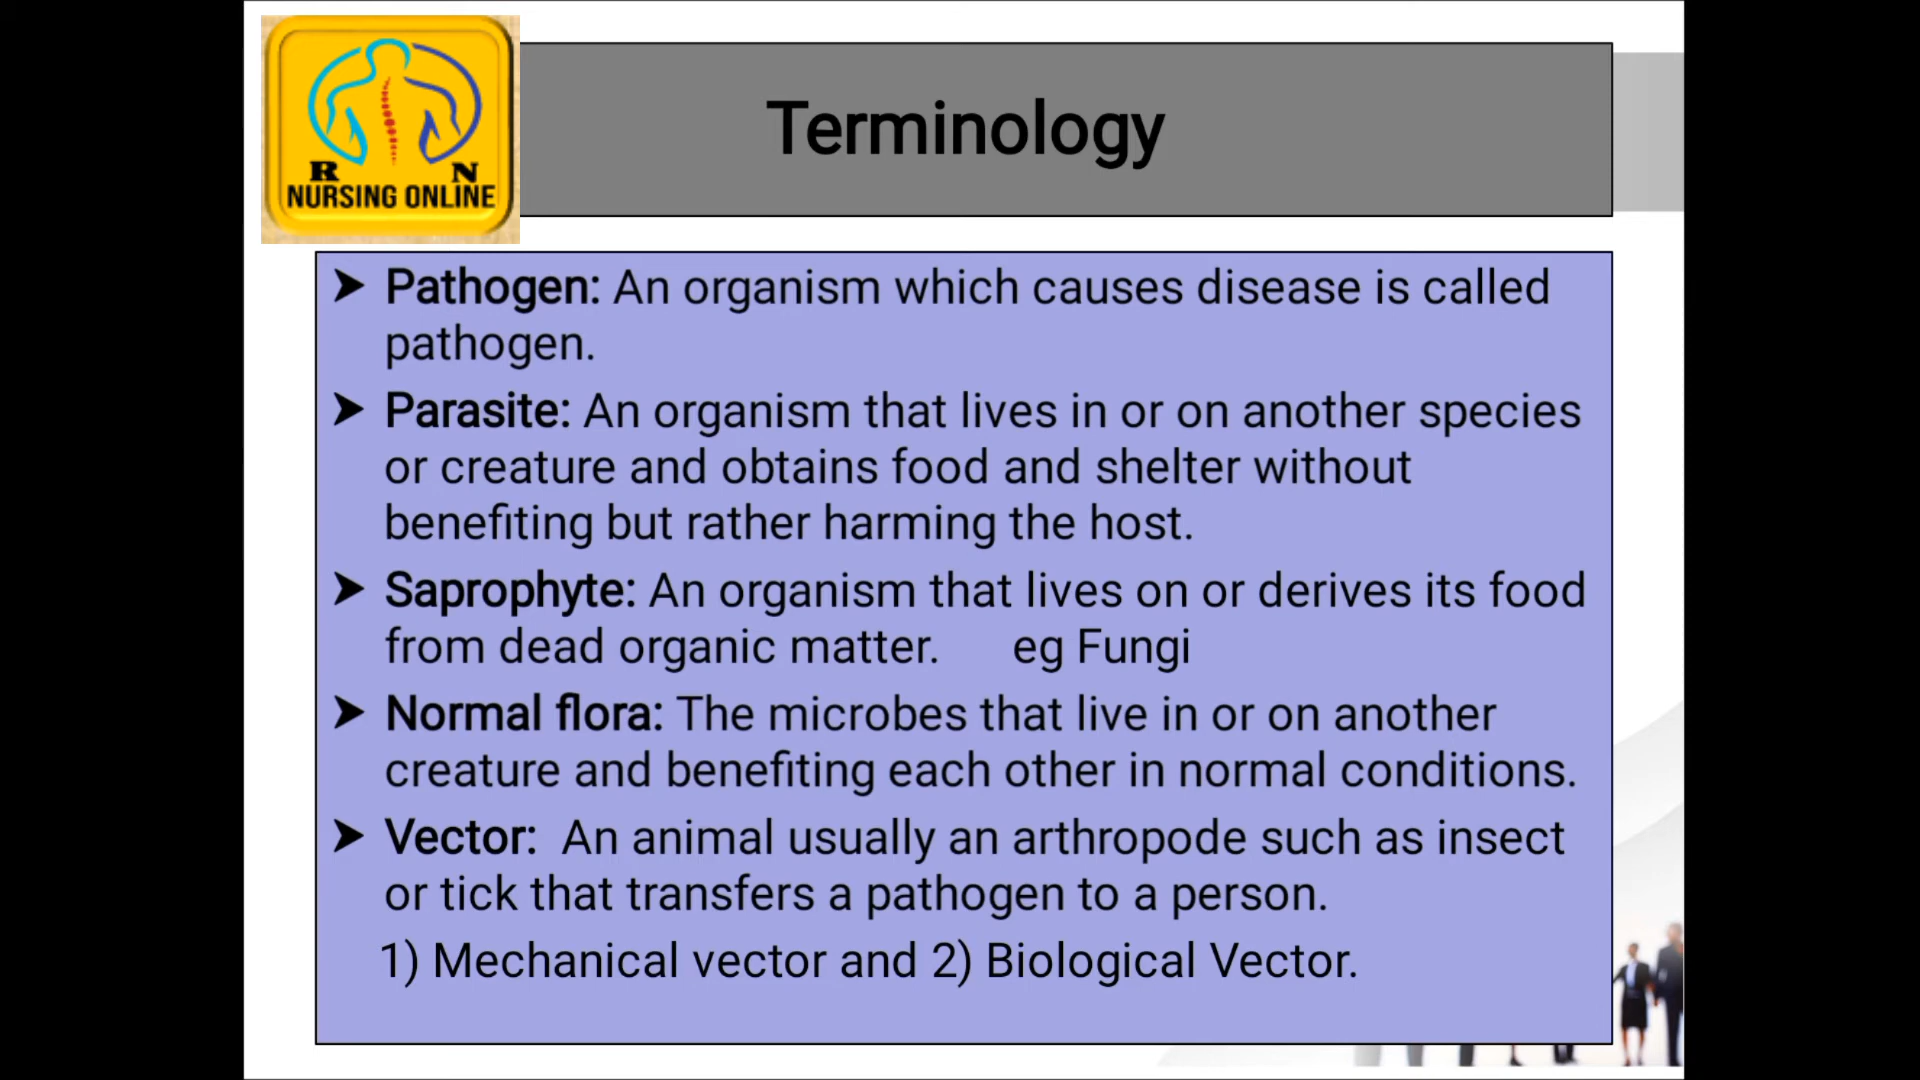 R N
NURSING ONLINE
Terminology
➤ Pathogen: An organism which causes disease is called
pathogen.
➤ Parasite: An organism that lives in or on another species
or creature and obtains food and shelter without
benefiting but rather harming the host.
➤ Saprophyte: An organism that lives on or derives its food
from dead organic matter. eg Fungi
➤ Normal flora: The microbes that live in or on another
creature and benefiting each other in normal conditions.
➤ Vector: An animal usually an arthropode such as insect
or tick that transfers a pathogen to a person.
1) Mechanical vector and 2) Biological Vector.